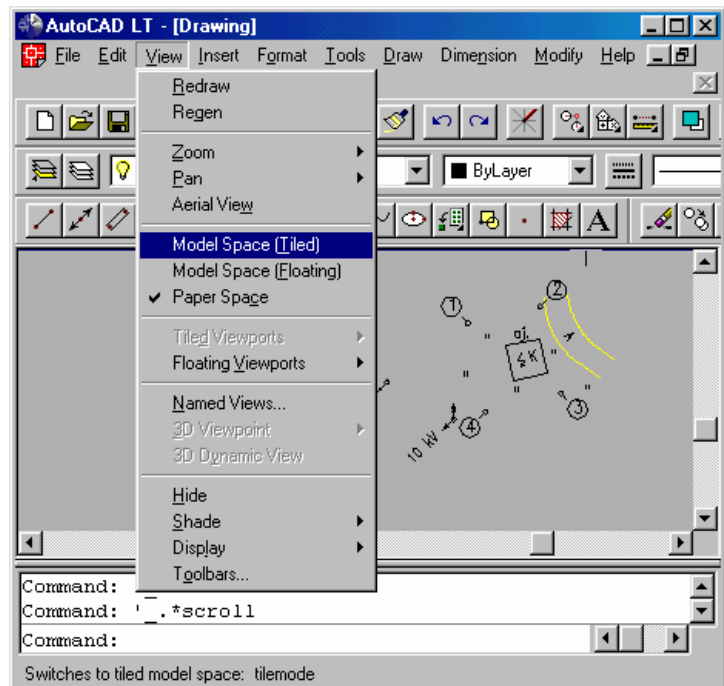 AutoCAD LT - [Drawing]
File Edit View Insert Format Tools Draw Dimension Modify Help
Redraw
Regen
Zoom
Pan
Aerial View
Model Space (Tiled)
Model Space (Floating)
Paper Space
Tiled Viewports
Floating Viewports
Named Views...
3D Viewpoint
3D Dynamic View
Hide
Shade
Display
Toolbars...
ByLayer
A
1
2
3
4
10 W
Command:
Command: '_.*scroll
Command:
Switches to tiled model space: tilemode